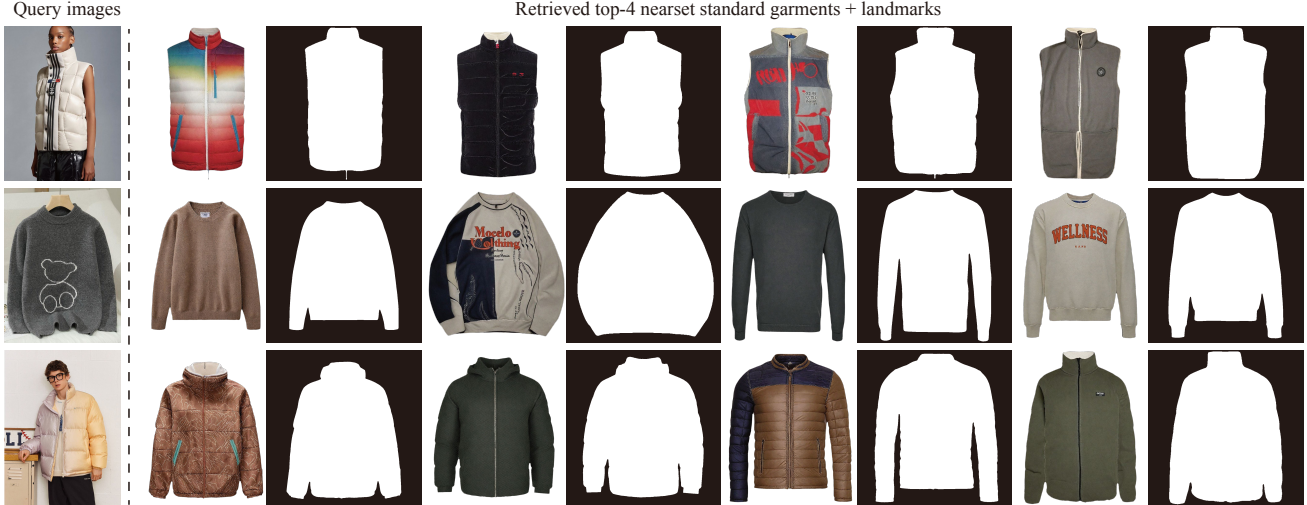 Query images
Retrieved top-4 nearset standard garments + landmarks
Mocelo
Clothing
WELLNESS